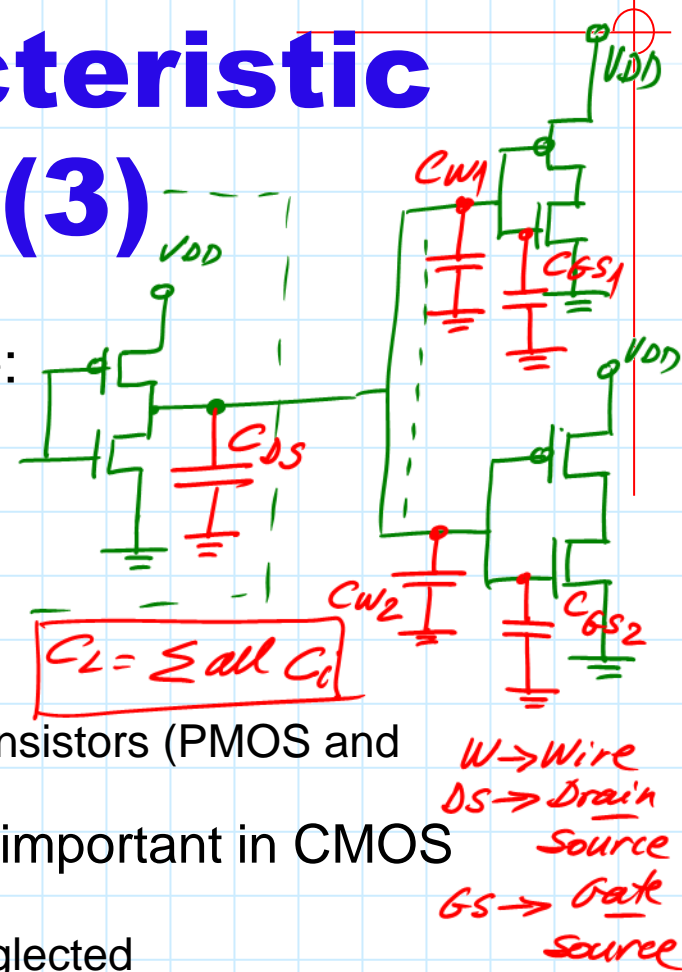 cteristic
(3)
VDD
VDD
CW1
CGS1
:
VDD
CDS
CW2
CGS2
CL = Σ all Ci
nsistors (PMOS and
W → Wire
DS → Drain
Source
important in CMOS
GS → Gate
Source
glected